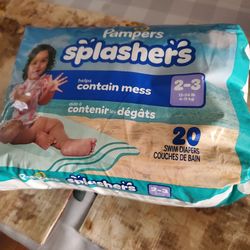 Pampers
splashers
helps
contain mess
2-3
aide à
contenir les dégâts
20
SWIM DIAPERS
COUCHES DE BAIN
splashers
2-3